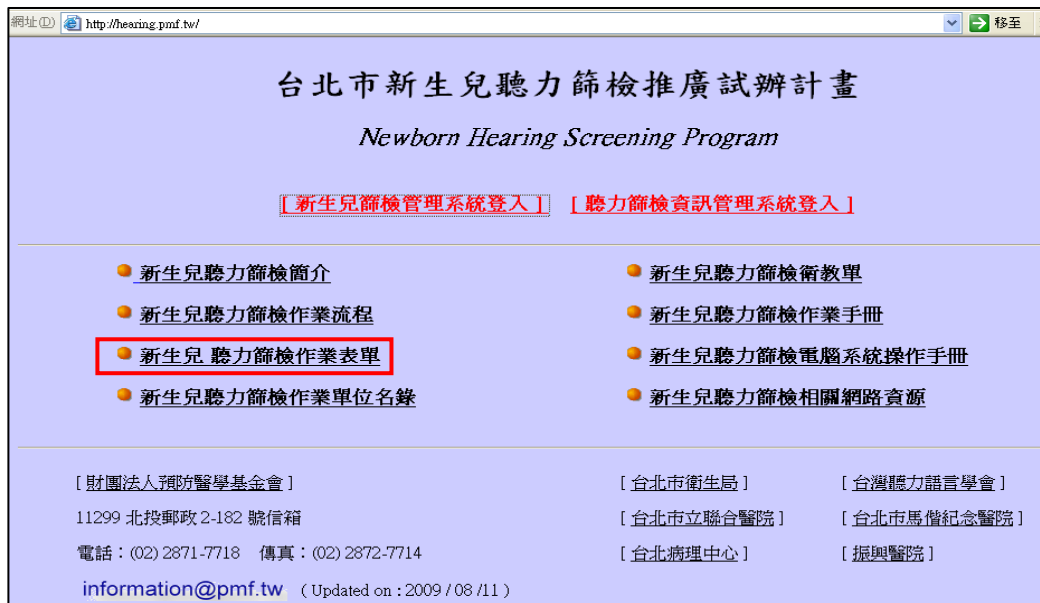 網址(D) http://hearing.pmf.tw/ 移至
台北市新生兒聽力篩檢推廣試辦計畫
Newborn Hearing Screening Program
[ 新生兒篩檢管理系統登入 ] [ 聽力篩檢資訊管理系統登入 ]
新生兒聽力篩檢簡介 新生兒聽力篩檢衛教單
新生兒聽力篩檢作業流程 新生兒聽力篩檢作業手冊
新生兒 聽力篩檢作業表單 新生兒聽力篩檢電腦系統操作手冊
新生兒聽力篩檢作業單位名錄 新生兒聽力篩檢相關網路資源
[ 財團法人預防醫學基金會 ] [ 台北市衛生局 ] [ 台灣聽力語言學會 ]
11299 北投郵政 2-182 號信箱 [ 台北市立聯合醫院 ] [ 台北市馬偕紀念醫院 ]
電話：(02) 2871-7718 傳真：(02) 2872-7714 [ 台北病理中心 ] [ 振興醫院 ]
information@pmf.tw ( Updated on : 2009 / 08 /11 )